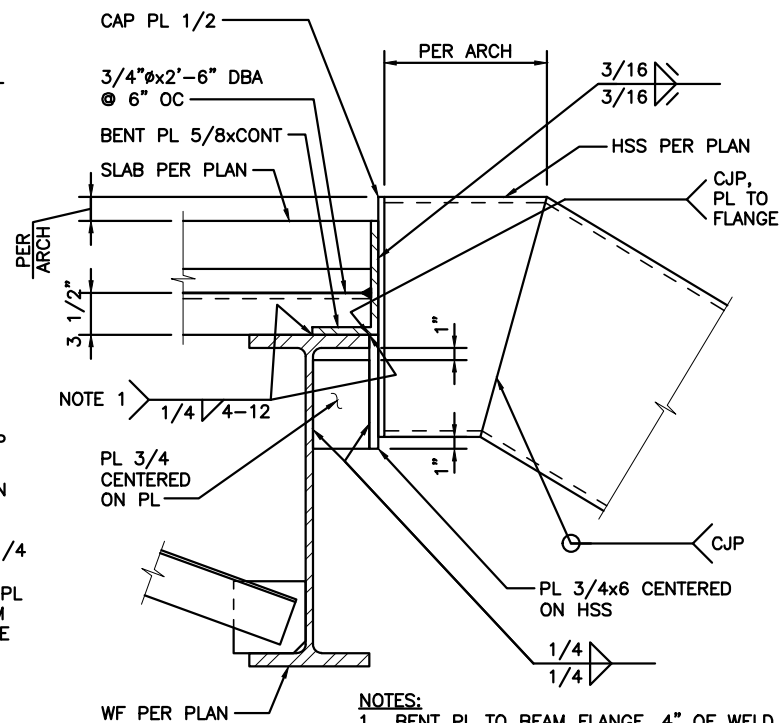 CAP PL 1/2
PER ARCH
3/4"øx2'-6" DBA
@ 6" OC
3/16
3/16
BENT PL 5/8xCONT
HSS PER PLAN
SLAB PER PLAN
CJP,
PL TO
FLANGE
PER
ARCH
3 1/2"
1"
NOTE 1
1/4
4-12
1"
PL 3/4
CENTERED
ON PL
P
N
/4
PL
M
E
CJP
PL 3/4x6 CENTERED
ON HSS
1/4
1/4
WF PER PLAN
NOTES:
1. BENT PL TO BEAM FLANGE, 4" OF WELD